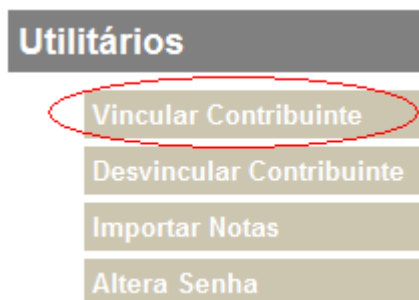 Utilitários
Vincular Contribuinte
Desvincular Contribuinte
Importar Notas
Altera Senha